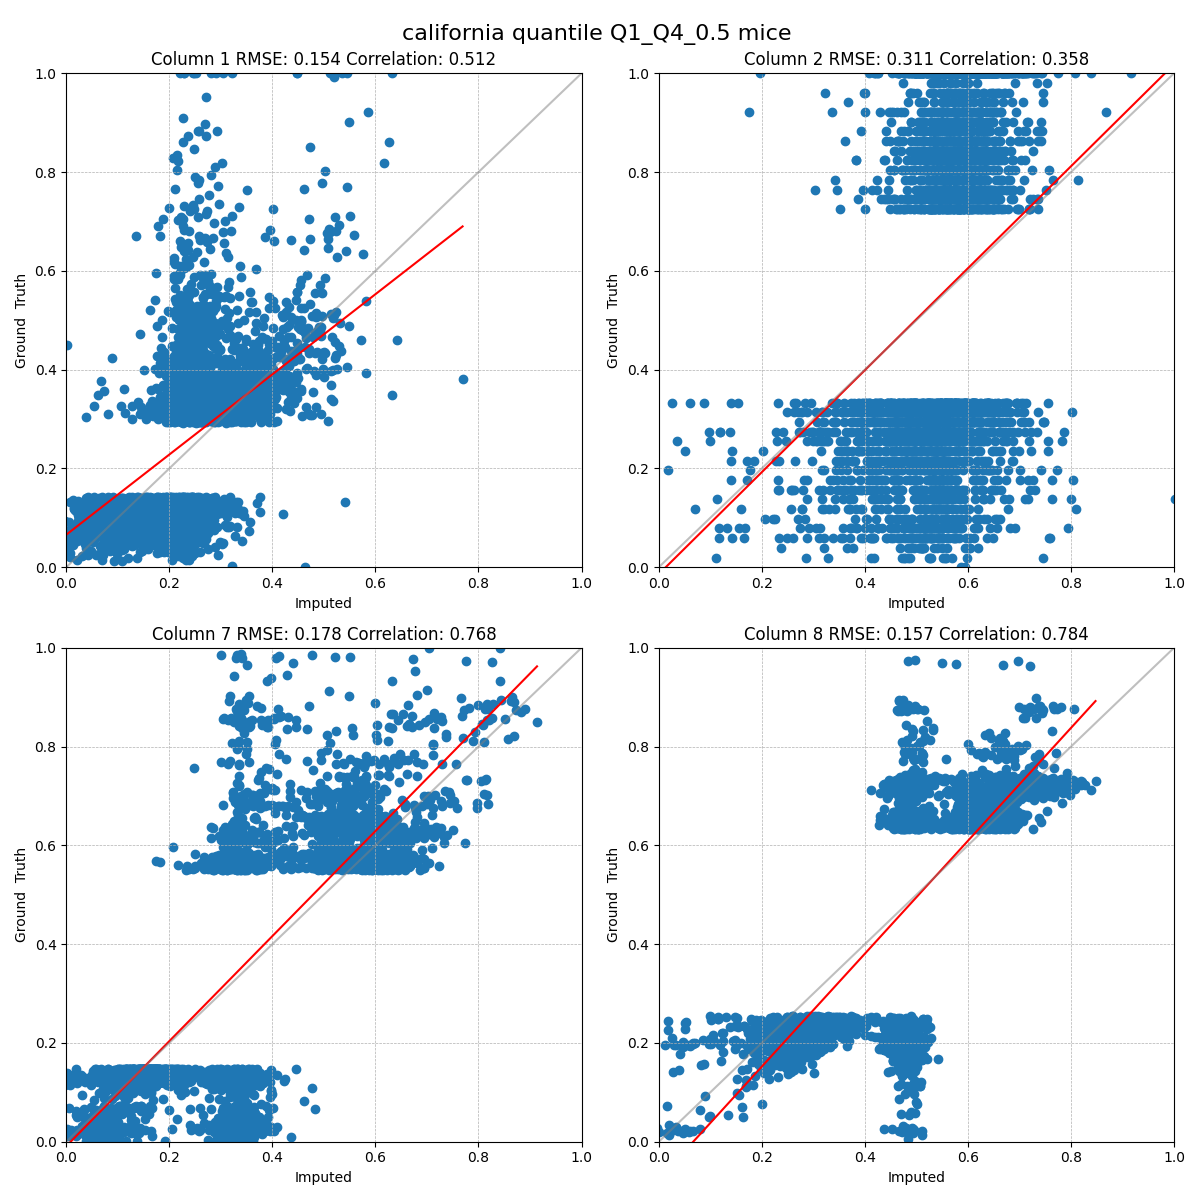 california quantile Q1_Q4_0.5 mice
Column 1 RMSE: 0.154 Correlation: 0.512
1.0
0.8
0.6
0.4
0.2
0.0
Ground Truth
0.0 0.2 0.4 0.6 0.8 1.0
Imputed
Column 2 RMSE: 0.311 Correlation: 0.358
1.0
0.8
0.6
0.4
0.2
0.0
Ground Truth
0.0 0.2 0.4 0.6 0.8 1.0
Imputed
Column 7 RMSE: 0.178 Correlation: 0.768
1.0
0.8
0.6
0.4
0.2
0.0
Ground Truth
0.0 0.2 0.4 0.6 0.8 1.0
Imputed
Column 8 RMSE: 0.157 Correlation: 0.784
1.0
0.8
0.6
0.4
0.2
0.0
Ground Truth
0.0 0.2 0.4 0.6 0.8 1.0
Imputed